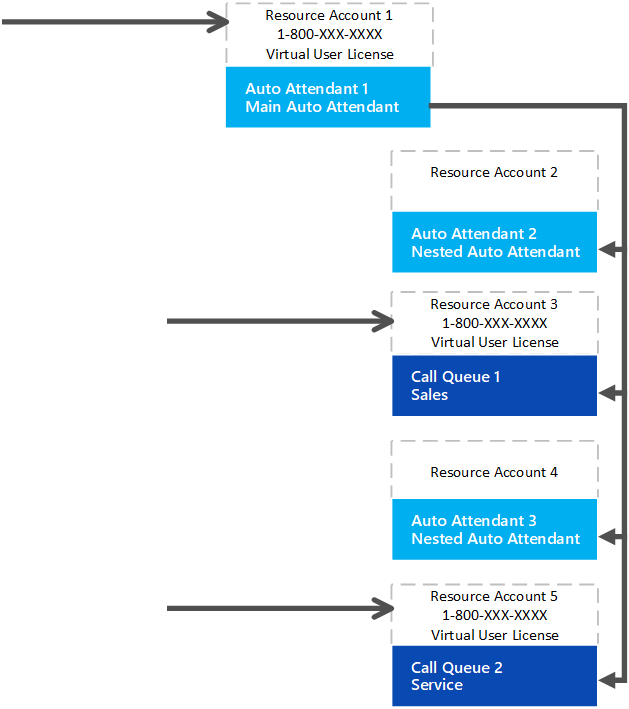 Resource Account 1
1-800-XXX-XXXX
Virtual User License
Auto Attendant 1
Main Auto Attendant
Resource Account 2
Auto Attendant 2
Nested Auto Attendant
Resource Account 3
1-800-XXX-XXXX
Virtual User License
Call Queue 1
Sales
Resource Account 4
Auto Attendant 3
Nested Auto Attendant
Resource Account 5
1-800-XXX-XXXX
Virtual User License
Call Queue 2
Service